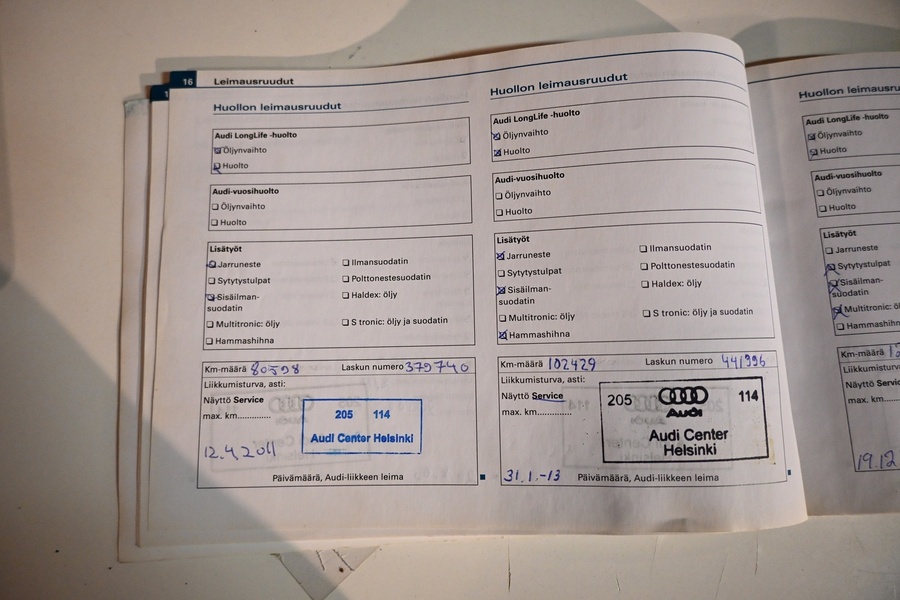 16 Leimausruudut
Huollon leimausruudut
Audi LongLife -huolto
Öljynvaihto
Huolto
Audi-vuosihuolto
Öljynvaihto
Huolto
Lisätyöt
Jarruneste
Sytytystulpat
Sisäilman-
suodatin
Multitronic: öljy
Hammashihna
Ilmansuodatin
Polttonestesuodatin
Haldex: öljy
S tronic: öljy ja suodatin
Km-määrä 80598 Laskun numero 379740
Liikkumisturva, asti:
Näyttö Service
max. km.............
205 114
Audi Center Helsinki
12.4.2011
Päivämäärä, Audi-liikkeen leima
Huollon leimausruudut
Audi LongLife -huolto
Öljynvaihto
Huolto
Audi-vuosihuolto
Öljynvaihto
Huolto
Lisätyöt
Jarruneste
Sytytystulpat
Sisäilman-
suodatin
Multitronic: öljy
Hammashihna
Ilmansuodatin
Polttonestesuodatin
Haldex: öljy
S tronic: öljy ja suodatin
Km-määrä 102429 Laskun numero 441996
Liikkumisturva, asti:
Näyttö Service
max. km.............
205 Audi 114
Audi Center
Helsinki
31.1.-13
Päivämäärä, Audi-liikkeen leima
Huollon
Audi LongLife -huolto
Öljynvaihto
Huolto
Audi-vuosihuolto
Öljynvaihto
Huolto
Lisätyöt
Jarruneste
Sytytystulpat
Sisäilman-
suodatin
Multitronic: öljy
Hammashihna
Km-määrä
Näyttö
max. km....
19.12